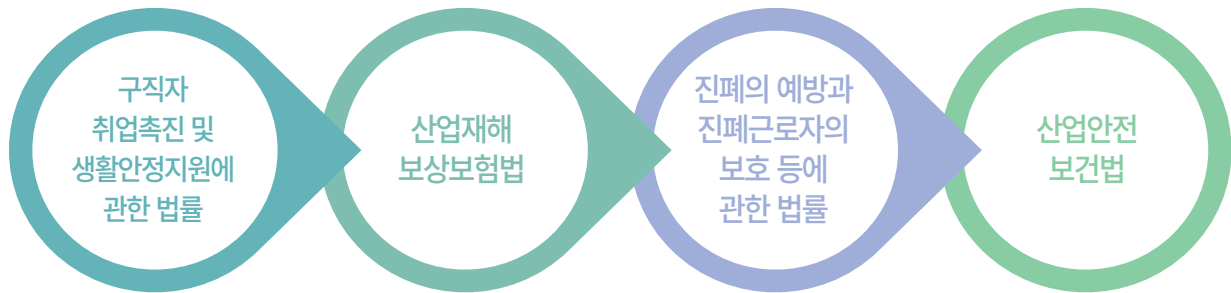 구직자
취업촉진 및
생활안정지원에
관한 법률
산업재해
보상보험법
진폐의 예방과
진폐근로자의
보호 등에
관한 법률
산업안전
보건법